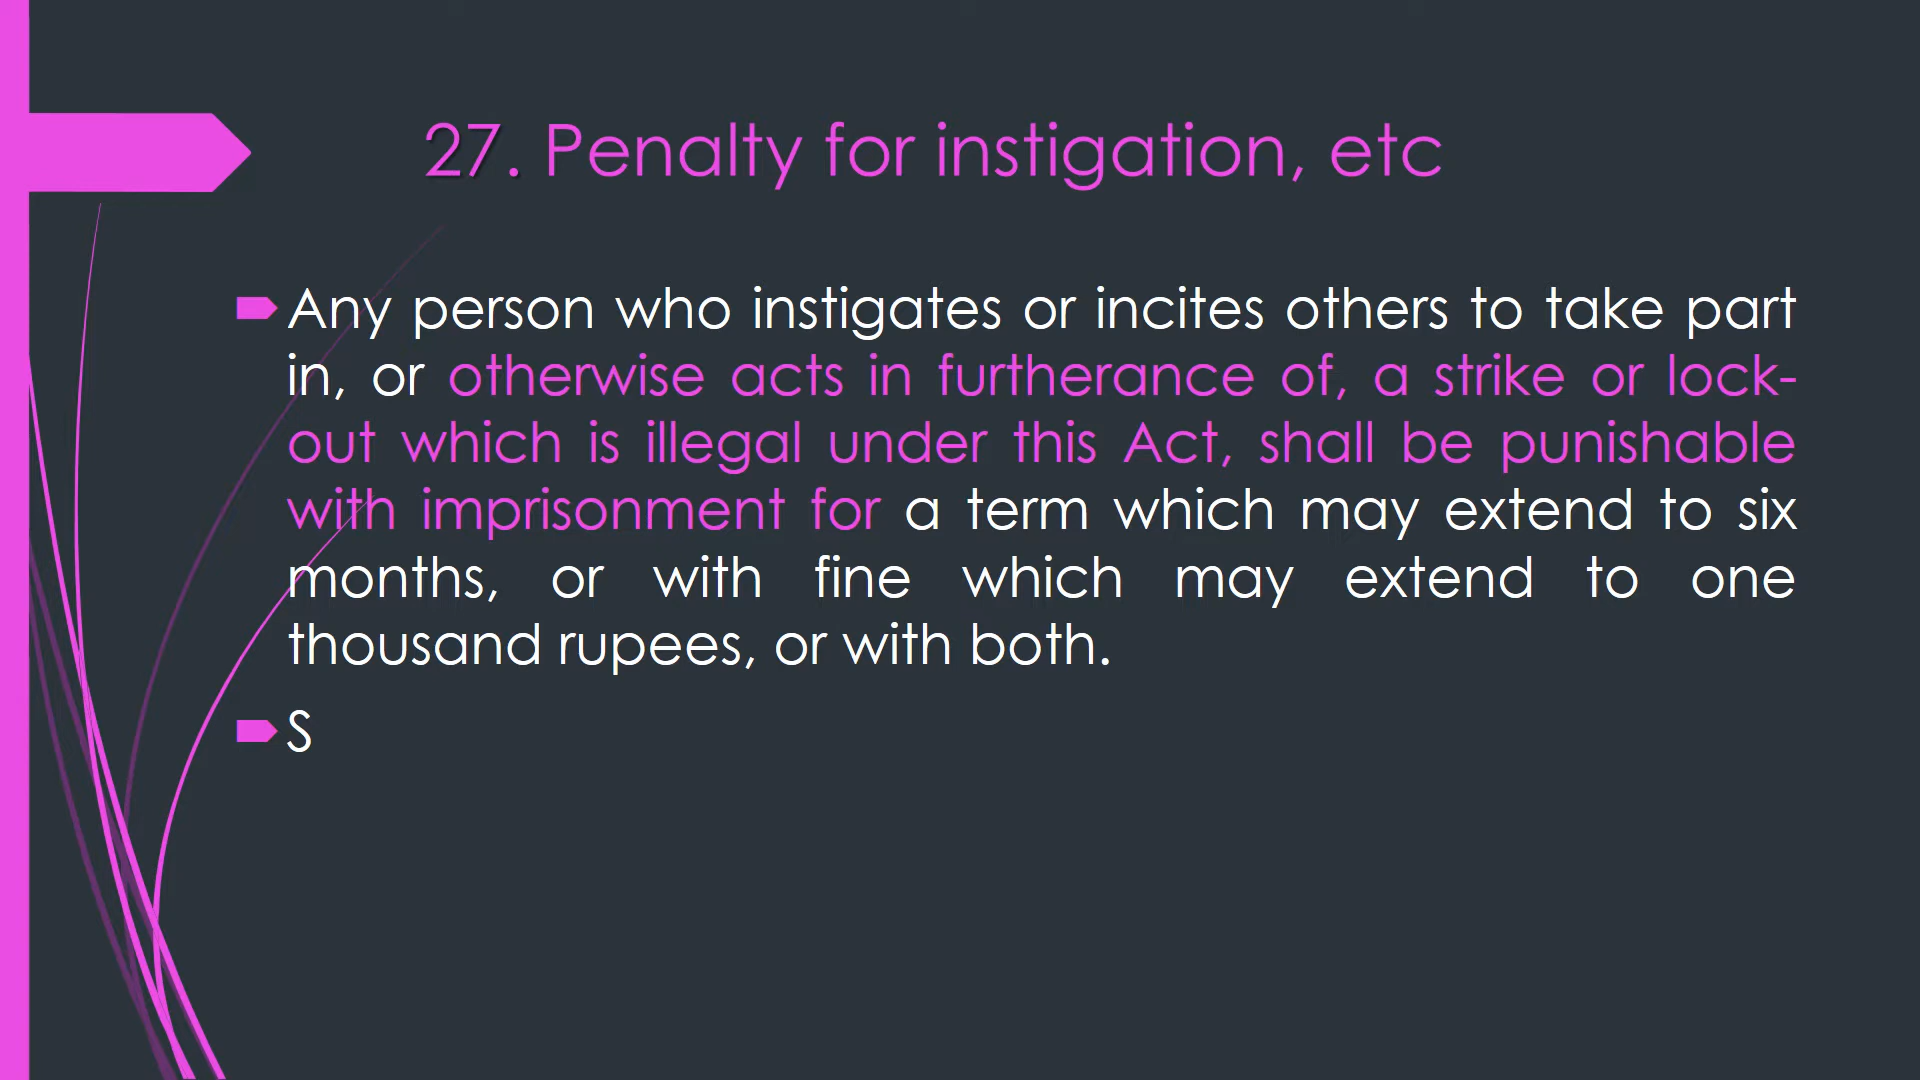 27. Penalty for instigation, etc
Any person who instigates or incites others to take part
in, or otherwise acts in furtherance of, a strike or lock-
out which is illegal under this Act, shall be punishable
with imprisonment for a term which may extend to six
months, or with fine which may extend to one
thousand rupees, or with both.
S